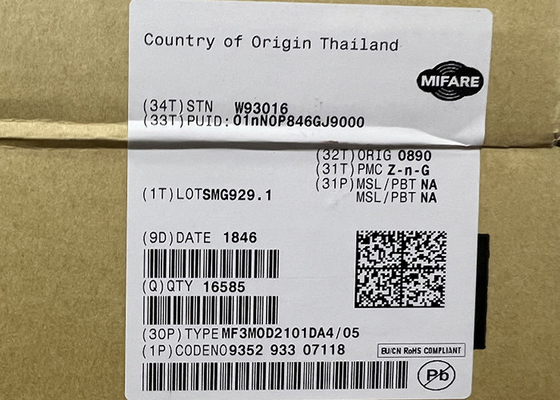 Country of Origin Thailand
MIFARE
(34T)STN W93016
(33T)PUID:01nN0P846GJ9000
(32T)ORIG 0890
(31T)PMC Z-n-G
(31P)MSL/PBT NA
MSL/PBT NA
(1T)LOTSMG929.1
(9D)DATE 1846
(Q)QTY 16585
(30P)TYPEMF3MOD2101DA4/05
(1P)CODENO9352 933 07118
EU/CN RoHS COMPLIANT
Pb